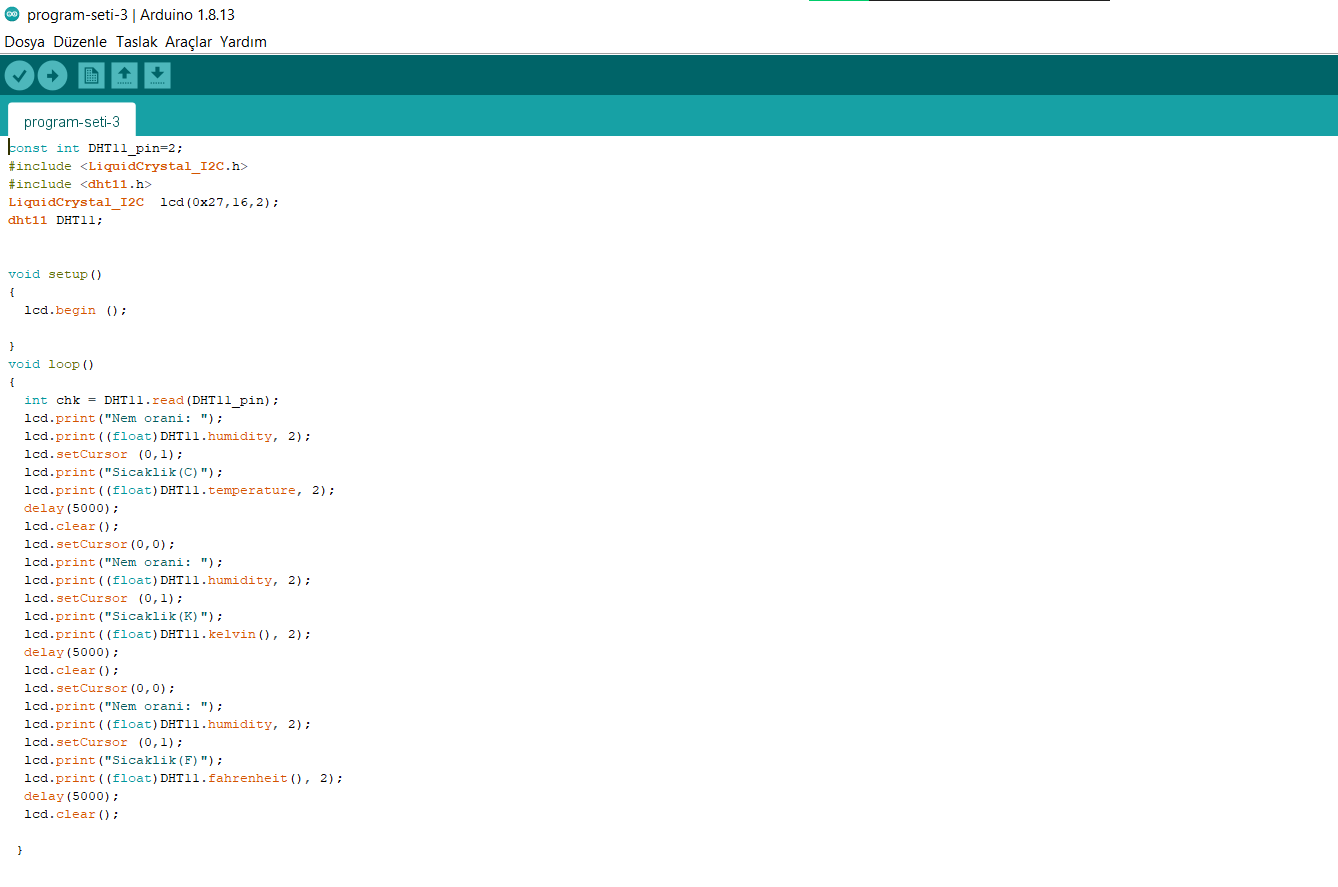 program-seti-3 | Arduino 1.8.13
Dosya Düzenle Taslak Araçlar Yardım
program-seti-3
const int DHT11_pin=2;
#include <LiquidCrystal_I2C.h>
#include <dht11.h>
LiquidCrystal_I2C  lcd(0x27,16,2);
dht11 DHT11;
void setup()
{
  lcd.begin ();
}
void loop()
{
  int chk = DHT11.read(DHT11_pin);
  lcd.print("Nem orani: ");
  lcd.print((float)DHT11.humidity, 2);
  lcd.setCursor (0,1);
  lcd.print("Sicaklik(C)");
  lcd.print((float)DHT11.temperature, 2);
  delay(5000);
  lcd.clear();
  lcd.setCursor(0,0);
  lcd.print("Nem orani: ");
  lcd.print((float)DHT11.humidity, 2);
  lcd.setCursor (0,1);
  lcd.print("Sicaklik(K)");
  lcd.print((float)DHT11.kelvin(), 2);
  delay(5000);
  lcd.clear();
  lcd.setCursor(0,0);
  lcd.print("Nem orani: ");
  lcd.print((float)DHT11.humidity, 2);
  lcd.setCursor (0,1);
  lcd.print("Sicaklik(F)");
  lcd.print((float)DHT11.fahrenheit(), 2);
  delay(5000);
  lcd.clear();
 }